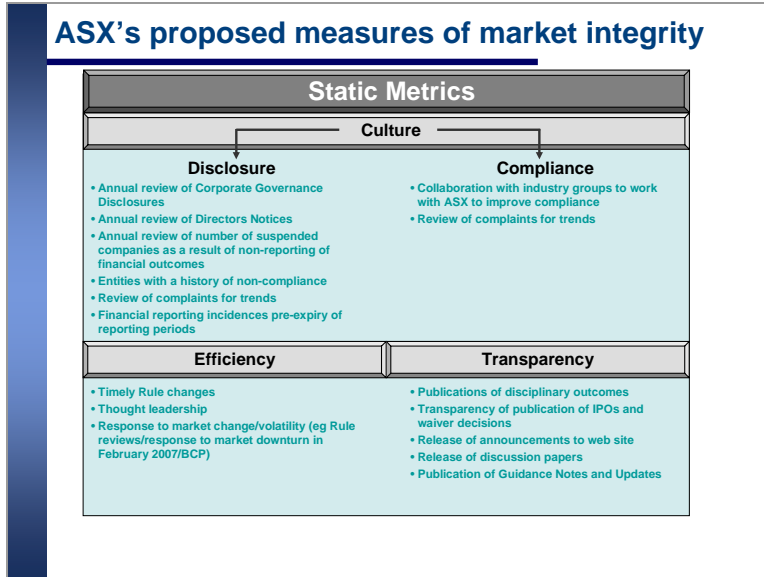 ASX's proposed measures of market integrity
Static Metrics
Culture
Disclosure
• Annual review of Corporate Governance
Disclosures
• Annual review of Directors Notices
• Annual review of number of suspended
companies as a result of non-reporting of
financial outcomes
• Entities with a history of non-compliance
• Review of complaints for trends
• Financial reporting incidences pre-expiry of
reporting periods
Compliance
• Collaboration with industry groups to work
with ASX to improve compliance
• Review of complaints for trends
Efficiency
• Timely Rule changes
• Thought leadership
• Response to market change/volatility (eg Rule
reviews/response to market downturn in
February 2007/BCP)
Transparency
• Publications of disciplinary outcomes
• Transparency of publication of IPOs and
waiver decisions
• Release of announcements to web site
• Release of discussion papers
• Publication of Guidance Notes and Updates